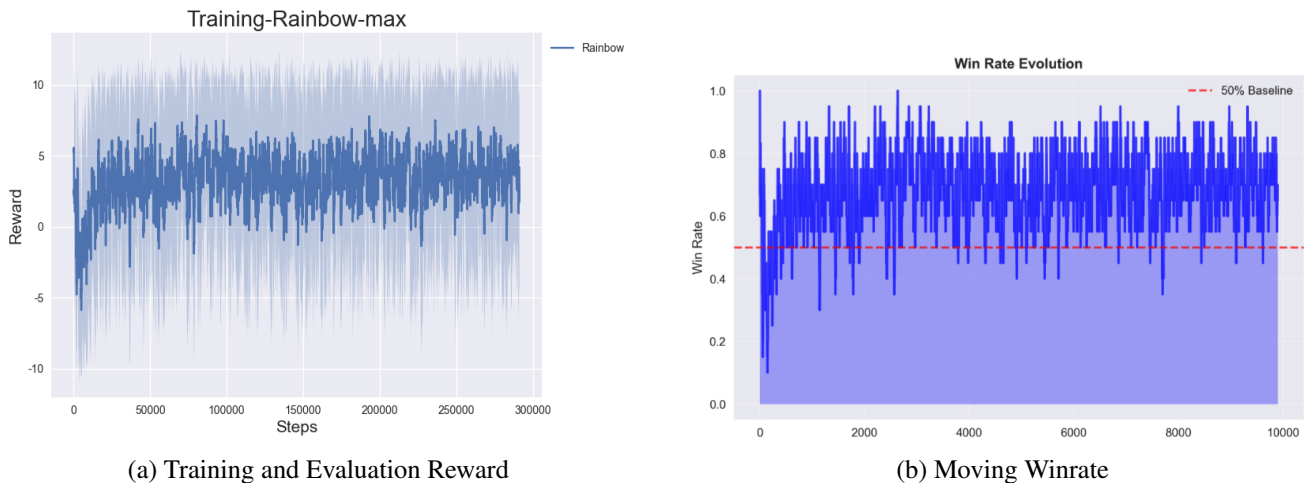 Training-Rainbow-max
Rainbow
10
5
0
-5
-10
Reward
0
50000
100000
150000
200000
250000
300000
Steps
(a) Training and Evaluation Reward
Win Rate Evolution
50% Baseline
1.0
0.8
0.6
0.4
0.2
0.0
Win Rate
0
2000
4000
6000
8000
10000
(b) Moving Winrate